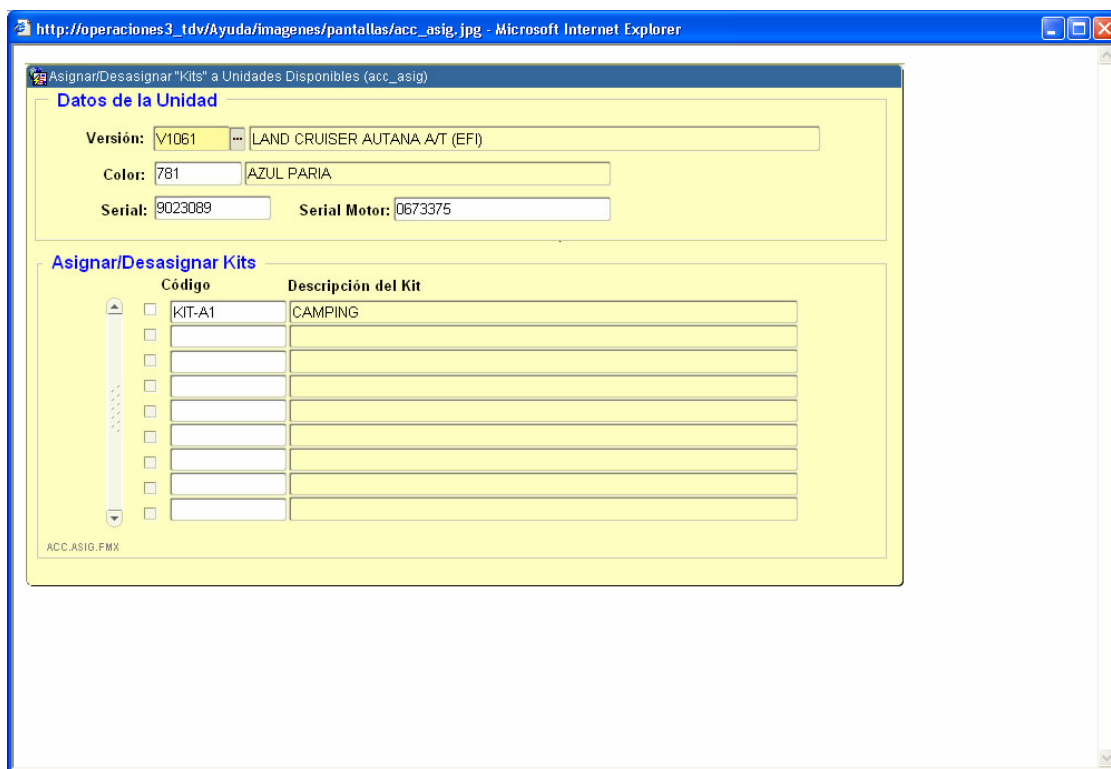 http://operaciones3_tdv/Ayuda/imagenes/pantallas/acc_asig.jpg - Microsoft Internet Explorer
Asignar/Desasignar "Kits" a Unidades Disponibles (acc_asig)
Datos de la Unidad
Versión: V1061 ... LAND CRUISER AUTANA A/T (EFI)
Color: 781 AZUL PARIA
Serial: 9023089 Serial Motor: 0673375
Asignar/Desasignar Kits
Código Descripción del Kit
KIT-A1 CAMPING
ACC.ASIG.FMX